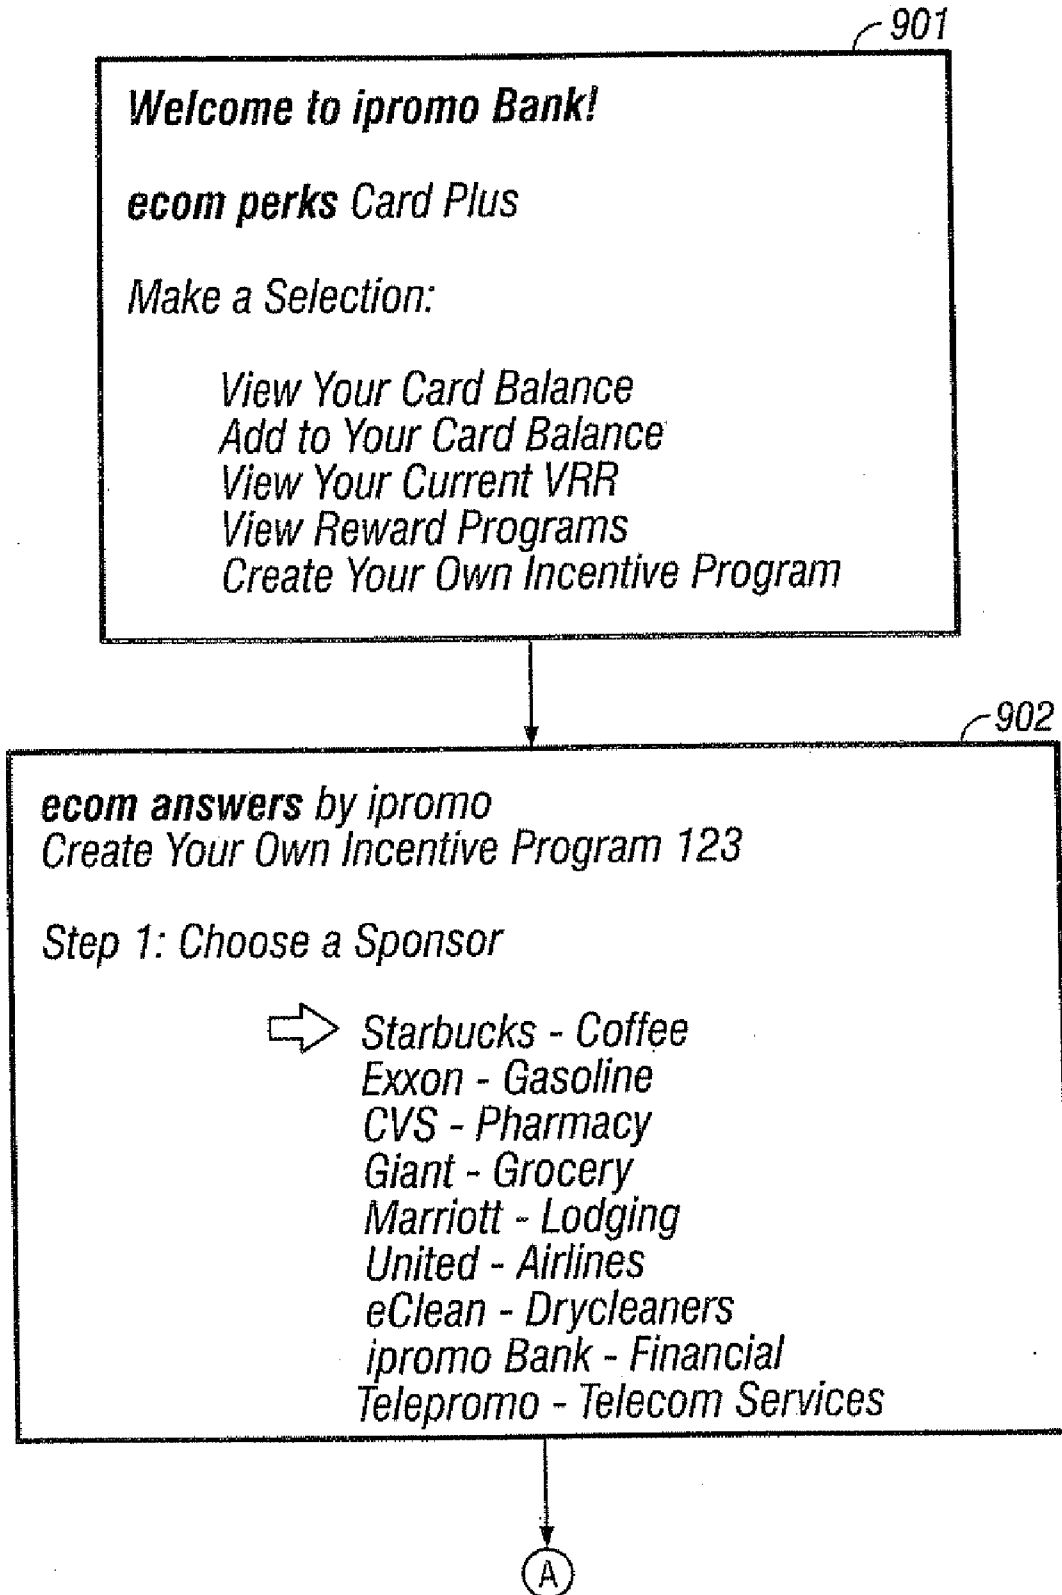 901
Welcome to ipromo Bank!
ecom perks Card Plus
Make a Selection:
View Your Card Balance
Add to Your Card Balance
View Your Current VRR
View Reward Programs
Create Your Own Incentive Program
902
ecom answers by ipromo
Create Your Own Incentive Program 123
Step 1: Choose a Sponsor
Starbucks - Coffee
Exxon - Gasoline
CVS - Pharmacy
Giant - Grocery
Marriott - Lodging
United - Airlines
eClean - Drycleaners
ipromo Bank - Financial
Telepromo - Telecom Services
A